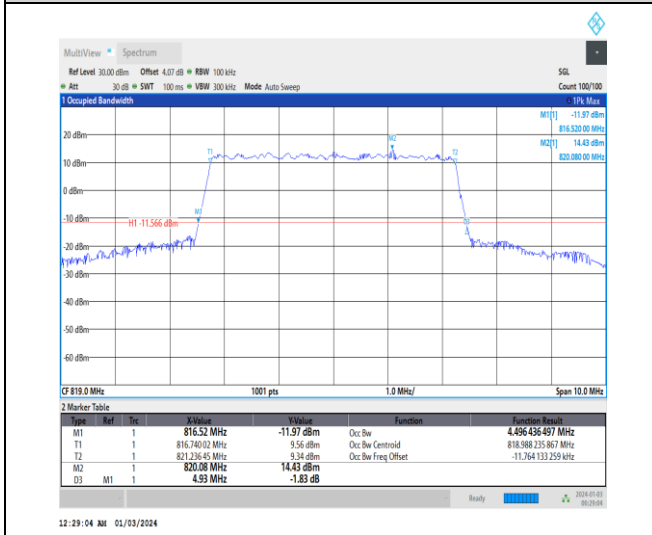 MultiView Spectrum
Ref Level 30.00 dBm Offset 4.07 dB RBW 100 kHz SGL
Att 30 dB SWT 100 ms VBW 300 kHz Mode Auto Sweep Count 100/100
1 Occupied Bandwidth 1Pk Max
M1[1] -11.97 dBm
816.520 00 MHz
M2[1] 14.43 dBm
820.080 00 MHz
20 dBm
M2
T1 T2
10 dBm
0 dBm
M1
-10 dBm
H1 -11.566 dBm
D3
-20 dBm
-30 dBm
-40 dBm
-50 dBm
-60 dBm
CF 819.0 MHz 1001 pts 1.0 MHz/ Span 10.0 MHz
2 Marker Table
Type Ref Trc X-Value Y-Value Function Function Result
M1 1 816.52 MHz -11.97 dBm Occ Bw 4.496 436 497 MHz
T1 1 816.740 02 MHz 9.56 dBm Occ Bw Centroid 818.988 235 867 MHz
T2 1 821.236 45 MHz 9.34 dBm Occ Bw Freq Offset -11.764 133 259 kHz
M2 1 820.08 MHz 14.43 dBm
D3 M1 1 4.93 MHz -1.83 dB
Ready 2024-01-03
00:29:04
12:29:04 AM 01/03/2024